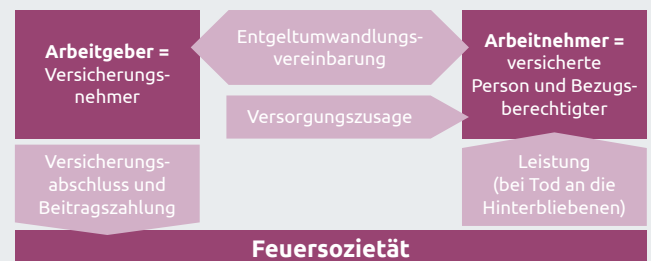 Arbeitgeber =
Versicherungs-
nehmer
Entgeltumwandlungs-
vereinbarung
Versorgungszusage
Arbeitnehmer =
versicherte
Person und Bezugs-
berechtigter
Versicherungs-
abschluss und
Beitragszahlung
Leistung
(bei Tod an die
Hinterbliebenen)
Feuersozietät